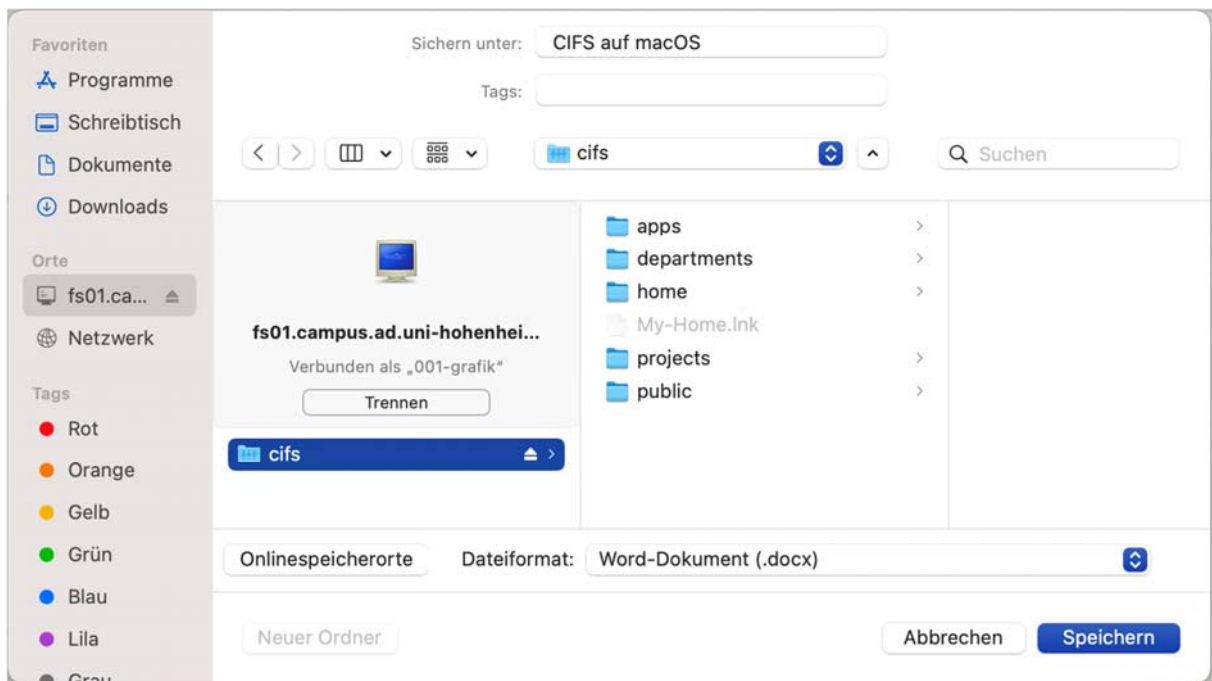 Favoriten
Programme
Schreibtisch
Dokumente
Downloads
Orte
fs01.ca...
Netzwerk
Tags
Rot
Orange
Gelb
Grün
Blau
Lila
Grau
Sichern unter: CIFS auf macOS
Tags:
cifs
Suchen
fs01.campus.ad.uni-hohenhei...
Verbunden als „001-grafik“
Trennen
cifs
apps
departments
home
My-Home.lnk
projects
public
Onlinespeicherorte Dateiformat: Word-Dokument (.docx)
Neuer Ordner Abbrechen Speichern